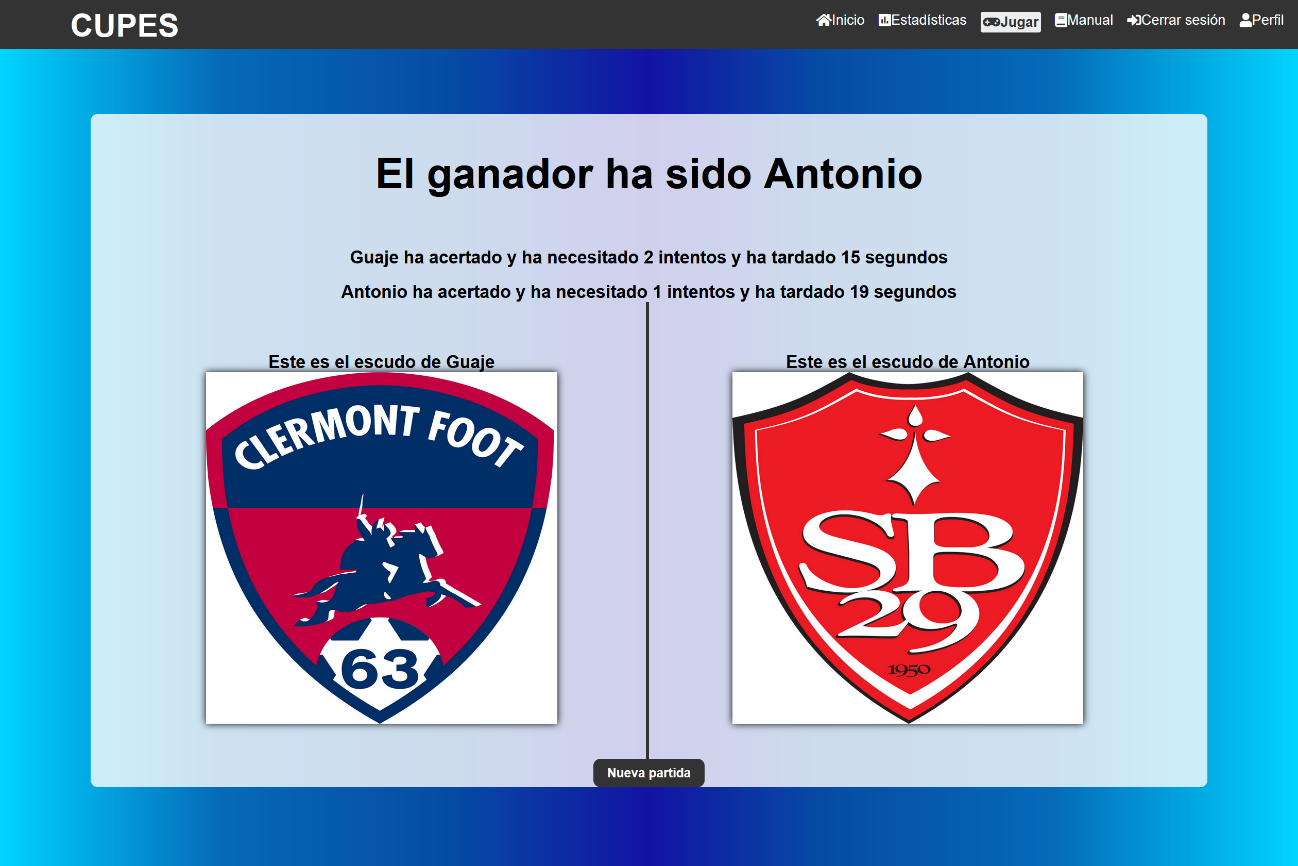 CUPES
Inicio Estadísticas Jugar Manual Cerrar sesión Perfil
El ganador ha sido Antonio
Guaje ha acertado y ha necesitado 2 intentos y ha tardado 15 segundos
Antonio ha acertado y ha necesitado 1 intentos y ha tardado 19 segundos
Este es el escudo de Guaje
CLERMONT FOOT
63
Este es el escudo de Antonio
SB
29
1950
Nueva partida